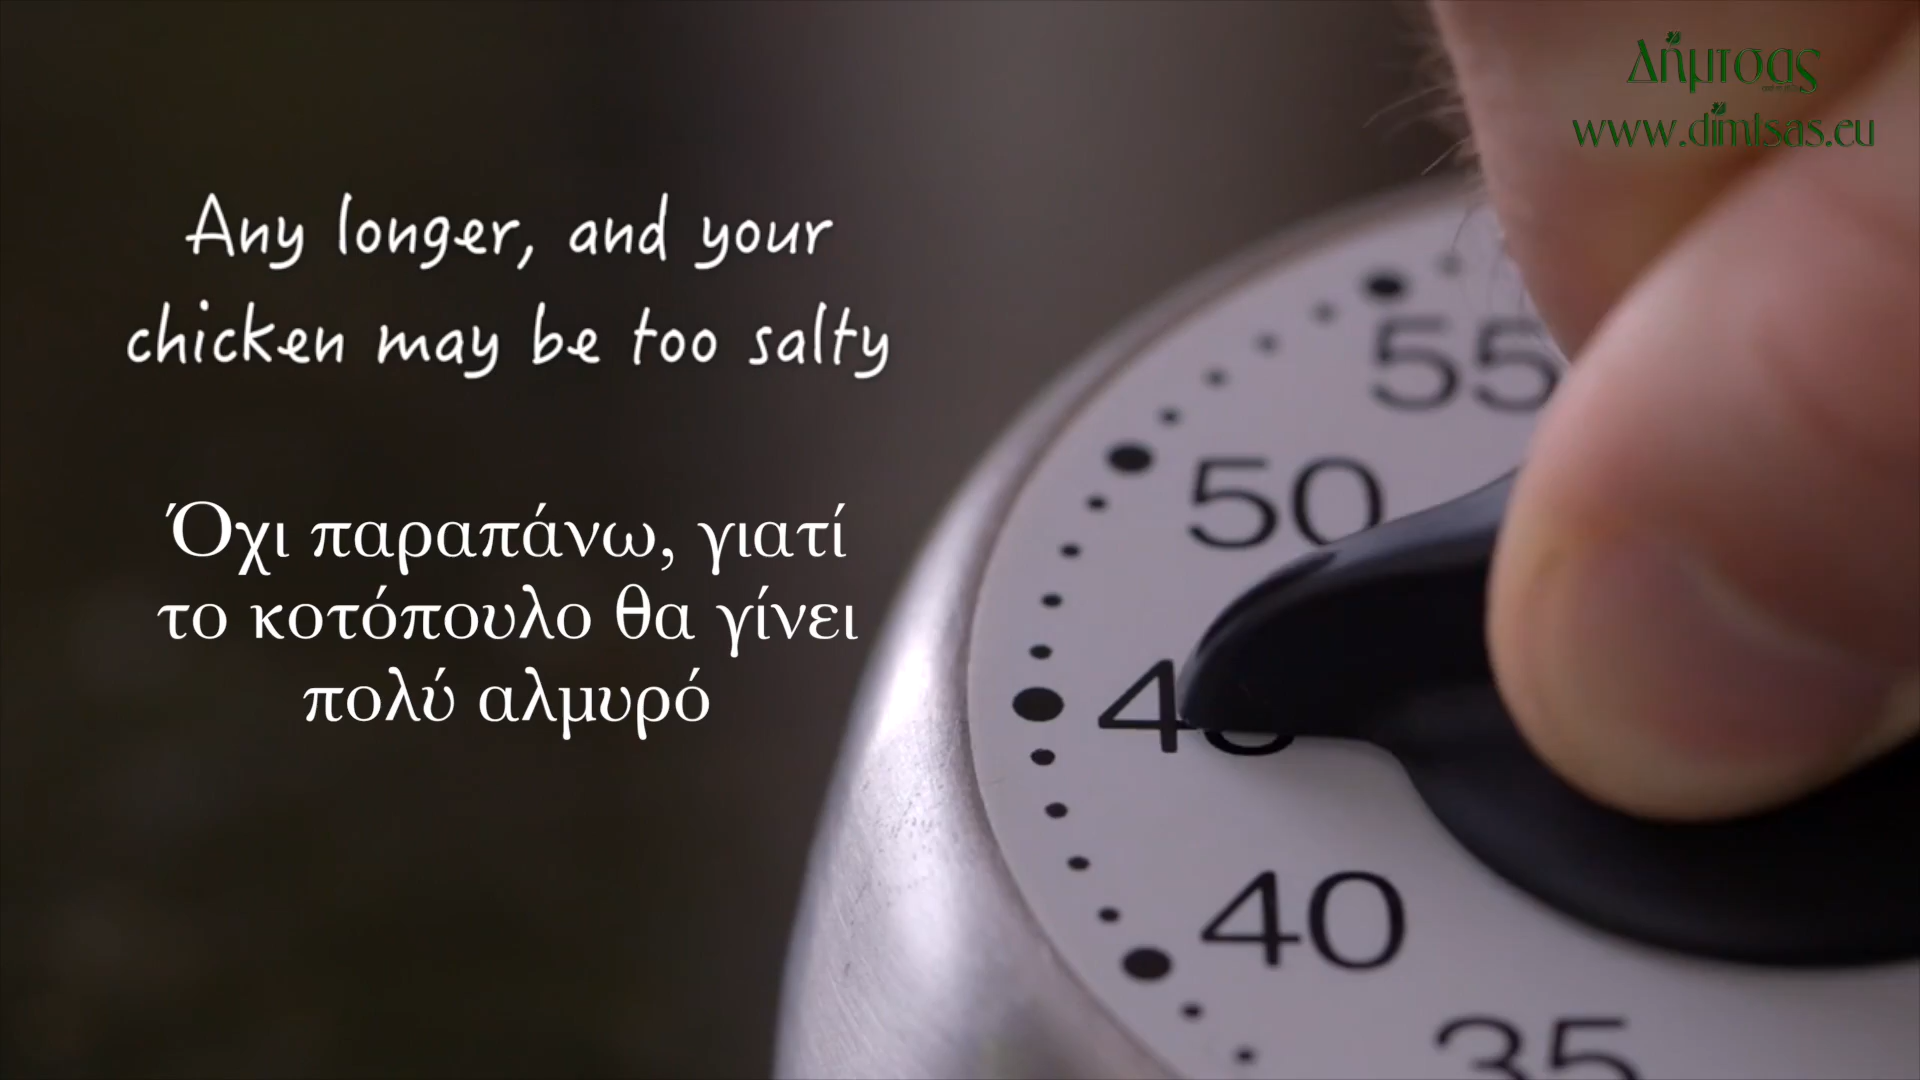 Δήμτσας
www.dimtsas.eu
Any longer, and your
chicken may be too salty
Όχι παραπάνω, γιατί
το κοτόπουλο θα γίνει
πολύ αλμυρό
55
50
40
35